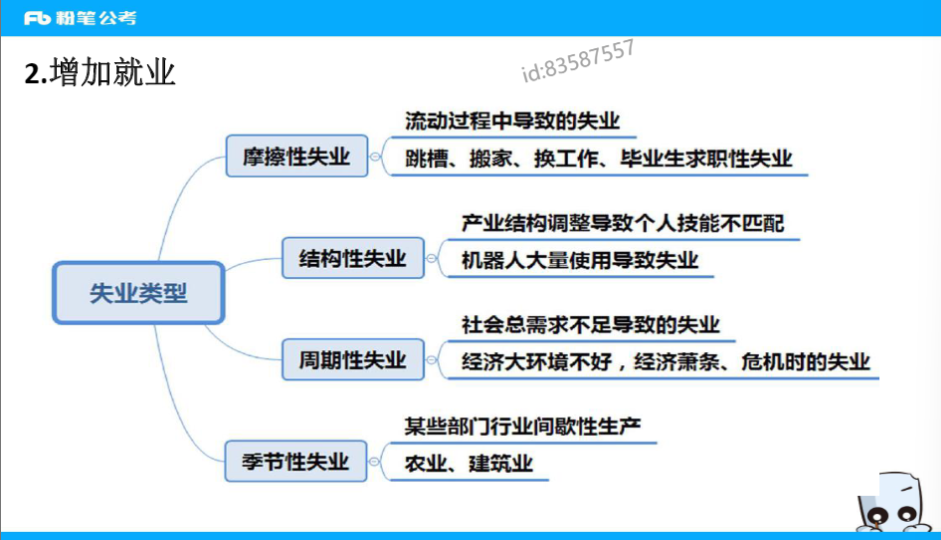 粉笔公考
id:83587557
2.增加就业
失业类型
摩擦性失业
流动过程中导致的失业
跳槽、搬家、换工作、毕业生求职性失业
结构性失业
产业结构调整导致个人技能不匹配
机器人大量使用导致失业
周期性失业
社会总需求不足导致的失业
经济大环境不好，经济萧条、危机时的失业
季节性失业
某些部门行业间歇性生产
农业、建筑业